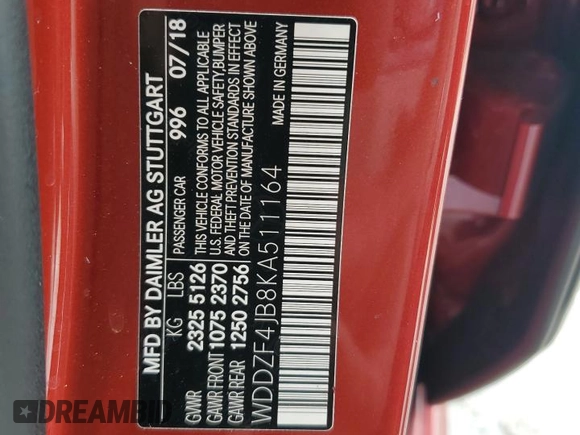 MFD BY DAIMLER AG STUTTGART
996 07/18
KG LBS PASSENGER CAR
GVWR 2325 5126 THIS VEHICLE CONFORMS TO ALL APPLICABLE
GAWR FRONT 1075 2370 U.S. FEDERAL MOTOR VEHICLE SAFETY, BUMPER
GAWR REAR 1250 2756 AND THEFT PREVENTION STANDARDS IN EFFECT
ON THE DATE OF MANUFACTURE SHOWN ABOVE
WDDZF4JB8KA511164 MADE IN GERMANY
DREAMBID